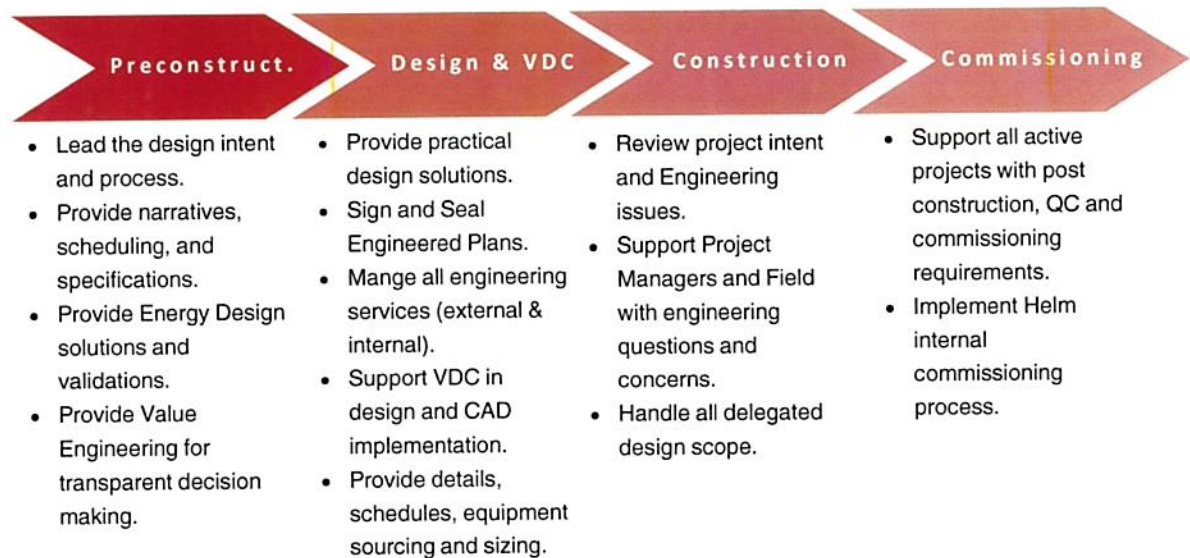 Preconstruct.
Design & VDC
Construction
Commissioning
• Lead the design intent
and process.
• Provide narratives,
scheduling, and
specifications.
• Provide Energy Design
solutions and
validations.
• Provide Value
Engineering for
transparent decision
making.
• Provide practical
design solutions.
• Sign and Seal
Engineered Plans.
• Mange all engineering
services (external &
internal).
• Support VDC in
design and CAD
implementation.
• Provide details,
schedules, equipment
sourcing and sizing.
• Review project intent
and Engineering
issues.
• Support Project
Managers and Field
with engineering
questions and
concerns.
• Handle all delegated
design scope.
• Support all active
projects with post
construction, QC and
commissioning
requirements.
• Implement Helm
internal
commissioning
process.